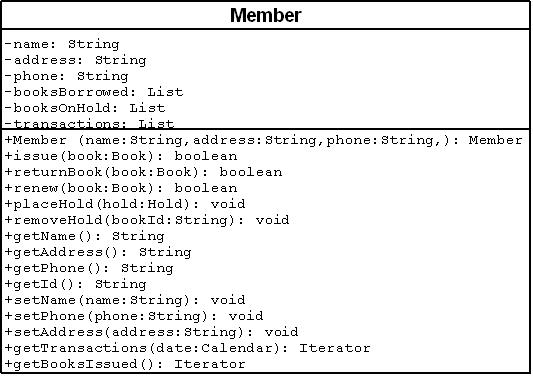 Member
-name: String
-address: String
-phone: String
-booksBorrowed: List
-booksOnHold: List
-transactions: List
+Member (name:String,address:String,phone:String,): Member
+issue(book:Book): boolean
+returnBook(book:Book): boolean
+renew(book:Book): boolean
+placeHold(hold:Hold): void
+removeHold(bookId:String): void
+getName(): String
+getAddress(): String
+getPhone(): String
+getId(): String
+setName(name:String): void
+setPhone(phone:String): void
+setAddress(address:String): void
+getTransactions(date:Calendar): Iterator
+getBooksIssued(): Iterator